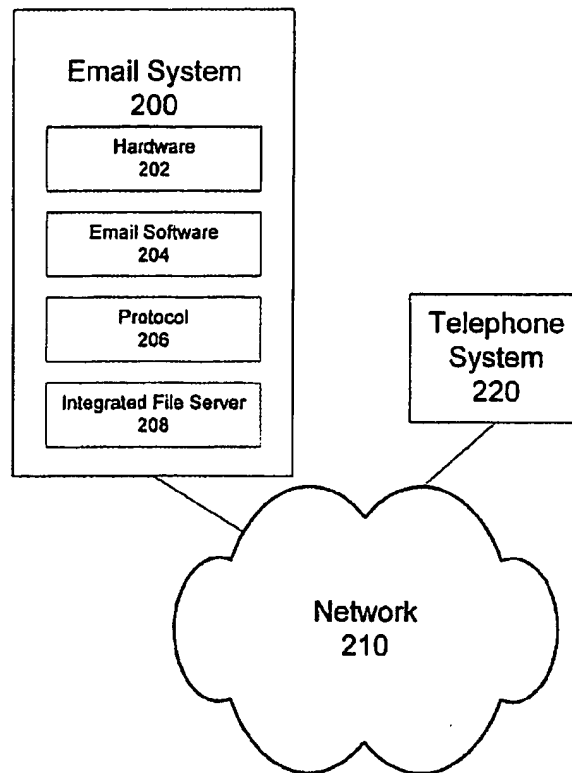 Email System
200
Hardware
202
Email Software
204
Protocol
206
Integrated File Server
208
Telephone
System
220
Network
210